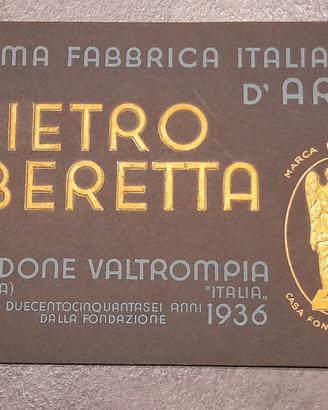 MA FABBRICA ITALIA
D' AR
IETRO
BERETTA
DONE VALTROMPIA
A) "ITALIA„
DUECENTOCINQUANTASEI ANNI
DALLA FONDAZIONE 1936
MARCA
CASA FON